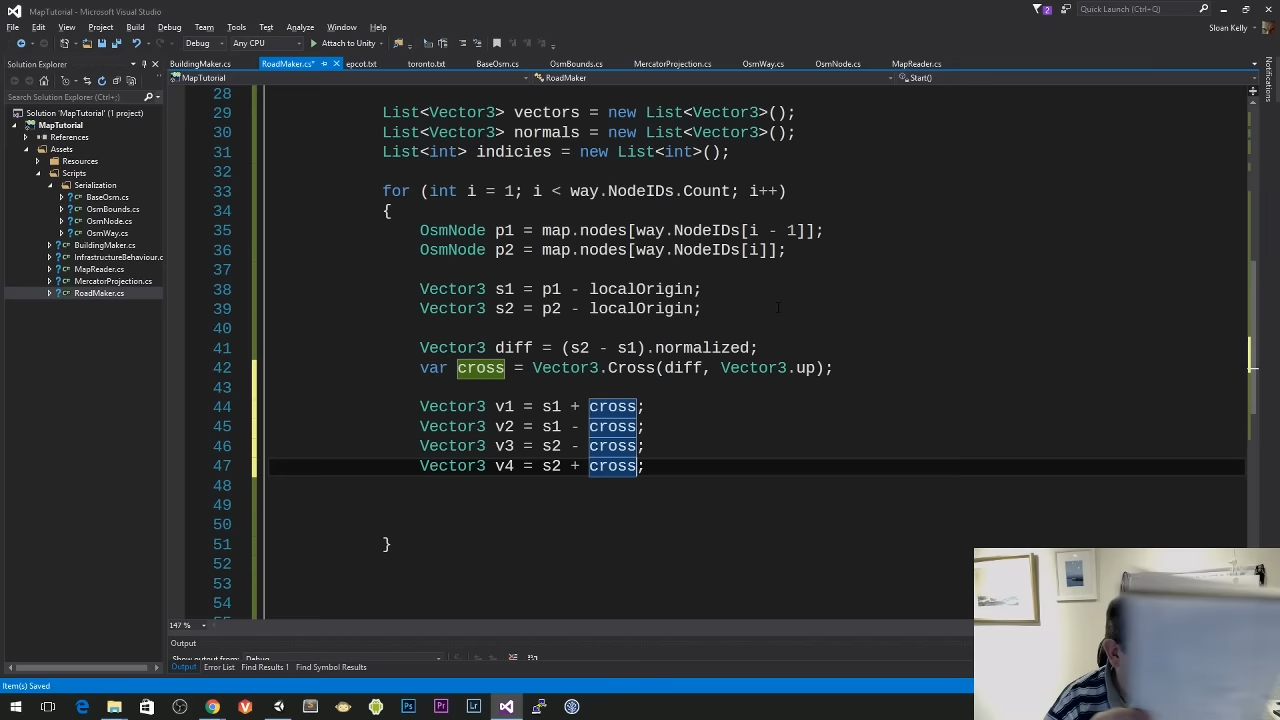 MapTutorial - Microsoft Visual Studio
2
Quick Launch (Ctrl+Q)
File Edit View Project Build Debug Team Tools Test Analyze Window Help
Sloan Kelly
Debug Any CPU Attach to Unity
Solution Explorer
BuildingMaker.cs RoadMaker.cs* epcot.txt toronto.txt BaseOsm.cs OsmBounds.cs MercatorProjection.cs OsmWay.cs OsmNode.cs MapReader.cs
MapTutorial RoadMaker Start()
Notifications
Search Solution Explorer (Ctrl+;)
Solution 'MapTutorial' (1 project)
MapTutorial
References
Assets
Resources
Scripts
Serialization
BaseOsm.cs
OsmBounds.cs
OsmNode.cs
OsmWay.cs
BuildingMaker.cs
InfrastructureBehaviour.c
MapReader.cs
MercatorProjection.cs
RoadMaker.cs
28
29 List<Vector3> vectors = new List<Vector3>();
30 List<Vector3> normals = new List<Vector3>();
31 List<int> indicies = new List<int>();
32
33 for (int i = 1; i < way.NodeIDs.Count; i++)
34 {
35 OsmNode p1 = map.nodes[way.NodeIDs[i - 1]];
36 OsmNode p2 = map.nodes[way.NodeIDs[i]];
37
38 Vector3 s1 = p1 - localOrigin;
39 Vector3 s2 = p2 - localOrigin;
40
41 Vector3 diff = (s2 - s1).normalized;
42 var cross = Vector3.Cross(diff, Vector3.up);
43
44 Vector3 v1 = s1 + cross;
45 Vector3 v2 = s1 - cross;
46 Vector3 v3 = s2 - cross;
47 Vector3 v4 = s2 + cross;
48
49
50
51 }
52
53
54
147 %
Output
Show output from: Debug
Output Error List Find Results 1 Find Symbol Results
Item(s) Saved